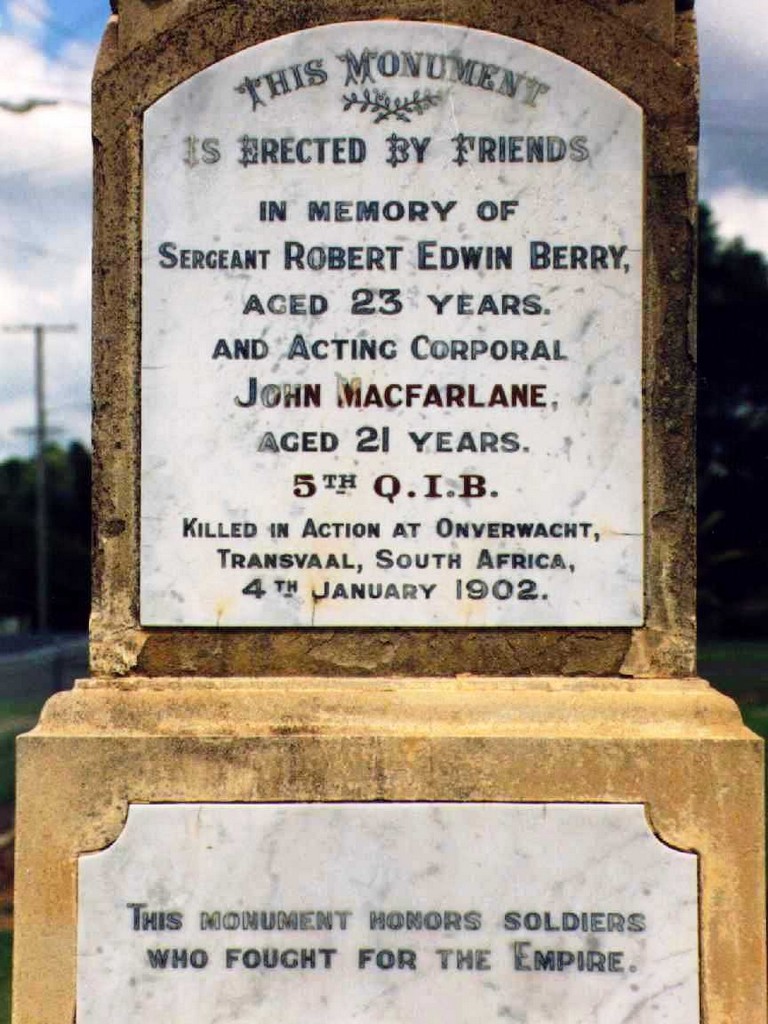 THIS MONUMENT
IS ERECTED BY FRIENDS
IN MEMORY OF
SERGEANT ROBERT EDWIN BERRY,
AGED 23 YEARS.
AND ACTING CORPORAL
JOHN MACFARLANE,
AGED 21 YEARS.
5TH Q.I.B.
KILLED IN ACTION AT ONVERWACHT,
TRANSVAAL, SOUTH AFRICA,
4TH JANUARY 1902.
THIS MONUMENT HONORS SOLDIERS
WHO FOUGHT FOR THE EMPIRE.